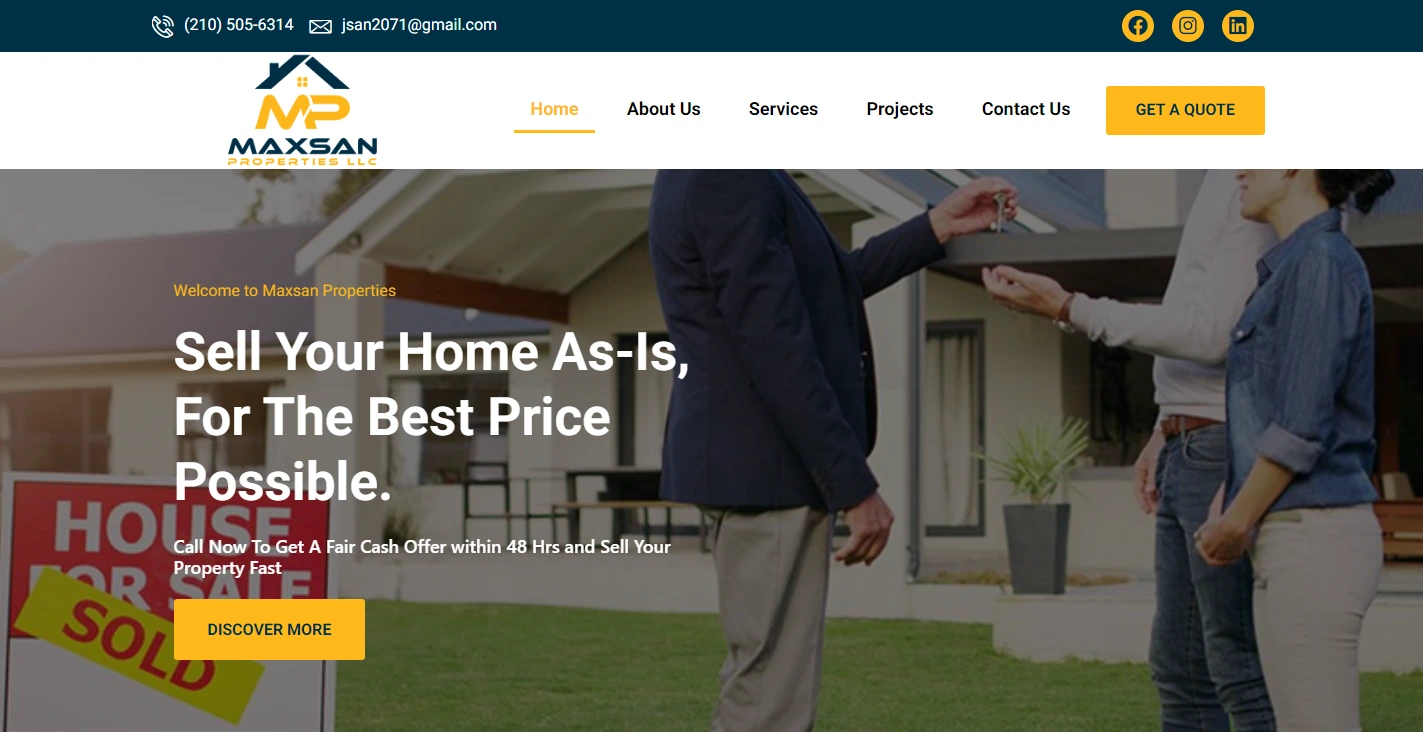 (210) 505-6314 jsan2071@gmail.com
MP
MAXSAN
PROPERTIES LLC
Home About Us Services Projects Contact Us GET A QUOTE
Welcome to Maxsan Properties
Sell Your Home As-Is,
For The Best Price
Possible.
Call Now To Get A Fair Cash Offer within 48 Hrs and Sell Your
Property Fast
DISCOVER MORE
HOUSE
FOR SALE
SOLD